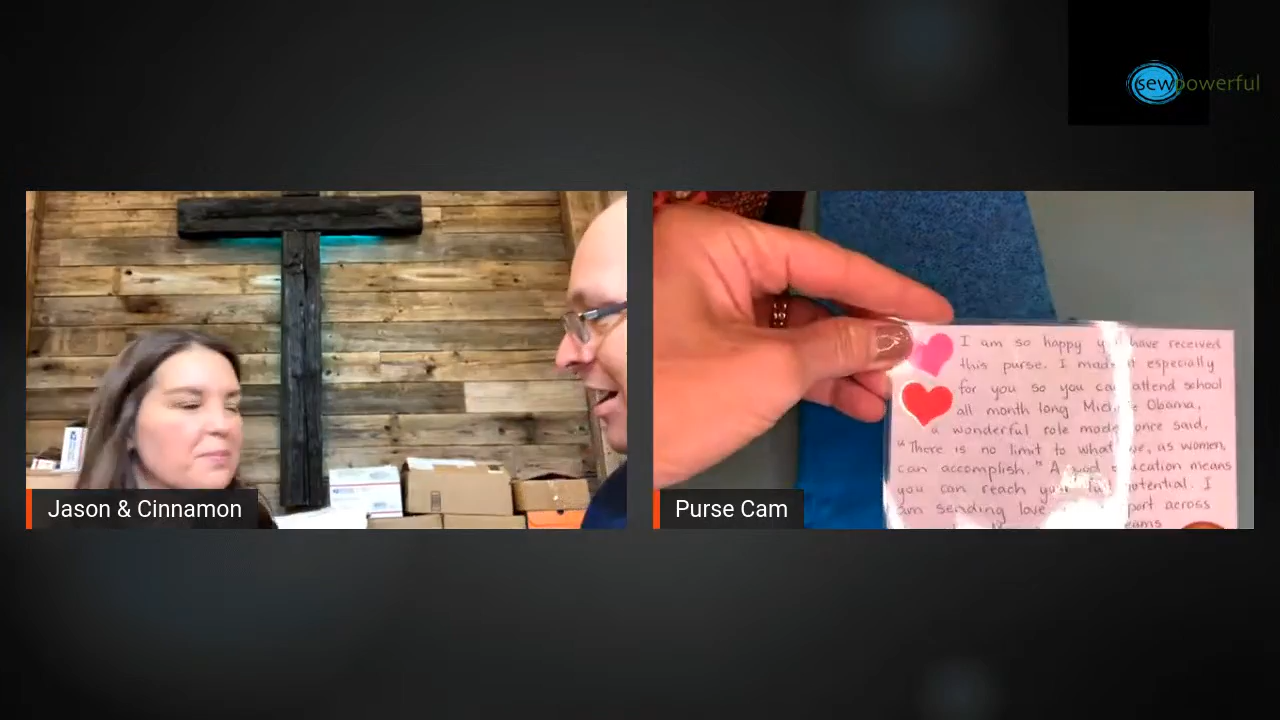 sewpowerful
I am so happy you have received
this purse. I made it especially
for you so you can attend school
all month long Michelle Obama,
a wonderful role model once said,
"There is no limit to what we, as women,
can accomplish." A good education means
you can reach your full potential. I
am sending love support across
Jason & Cinnamon
Purse Cam